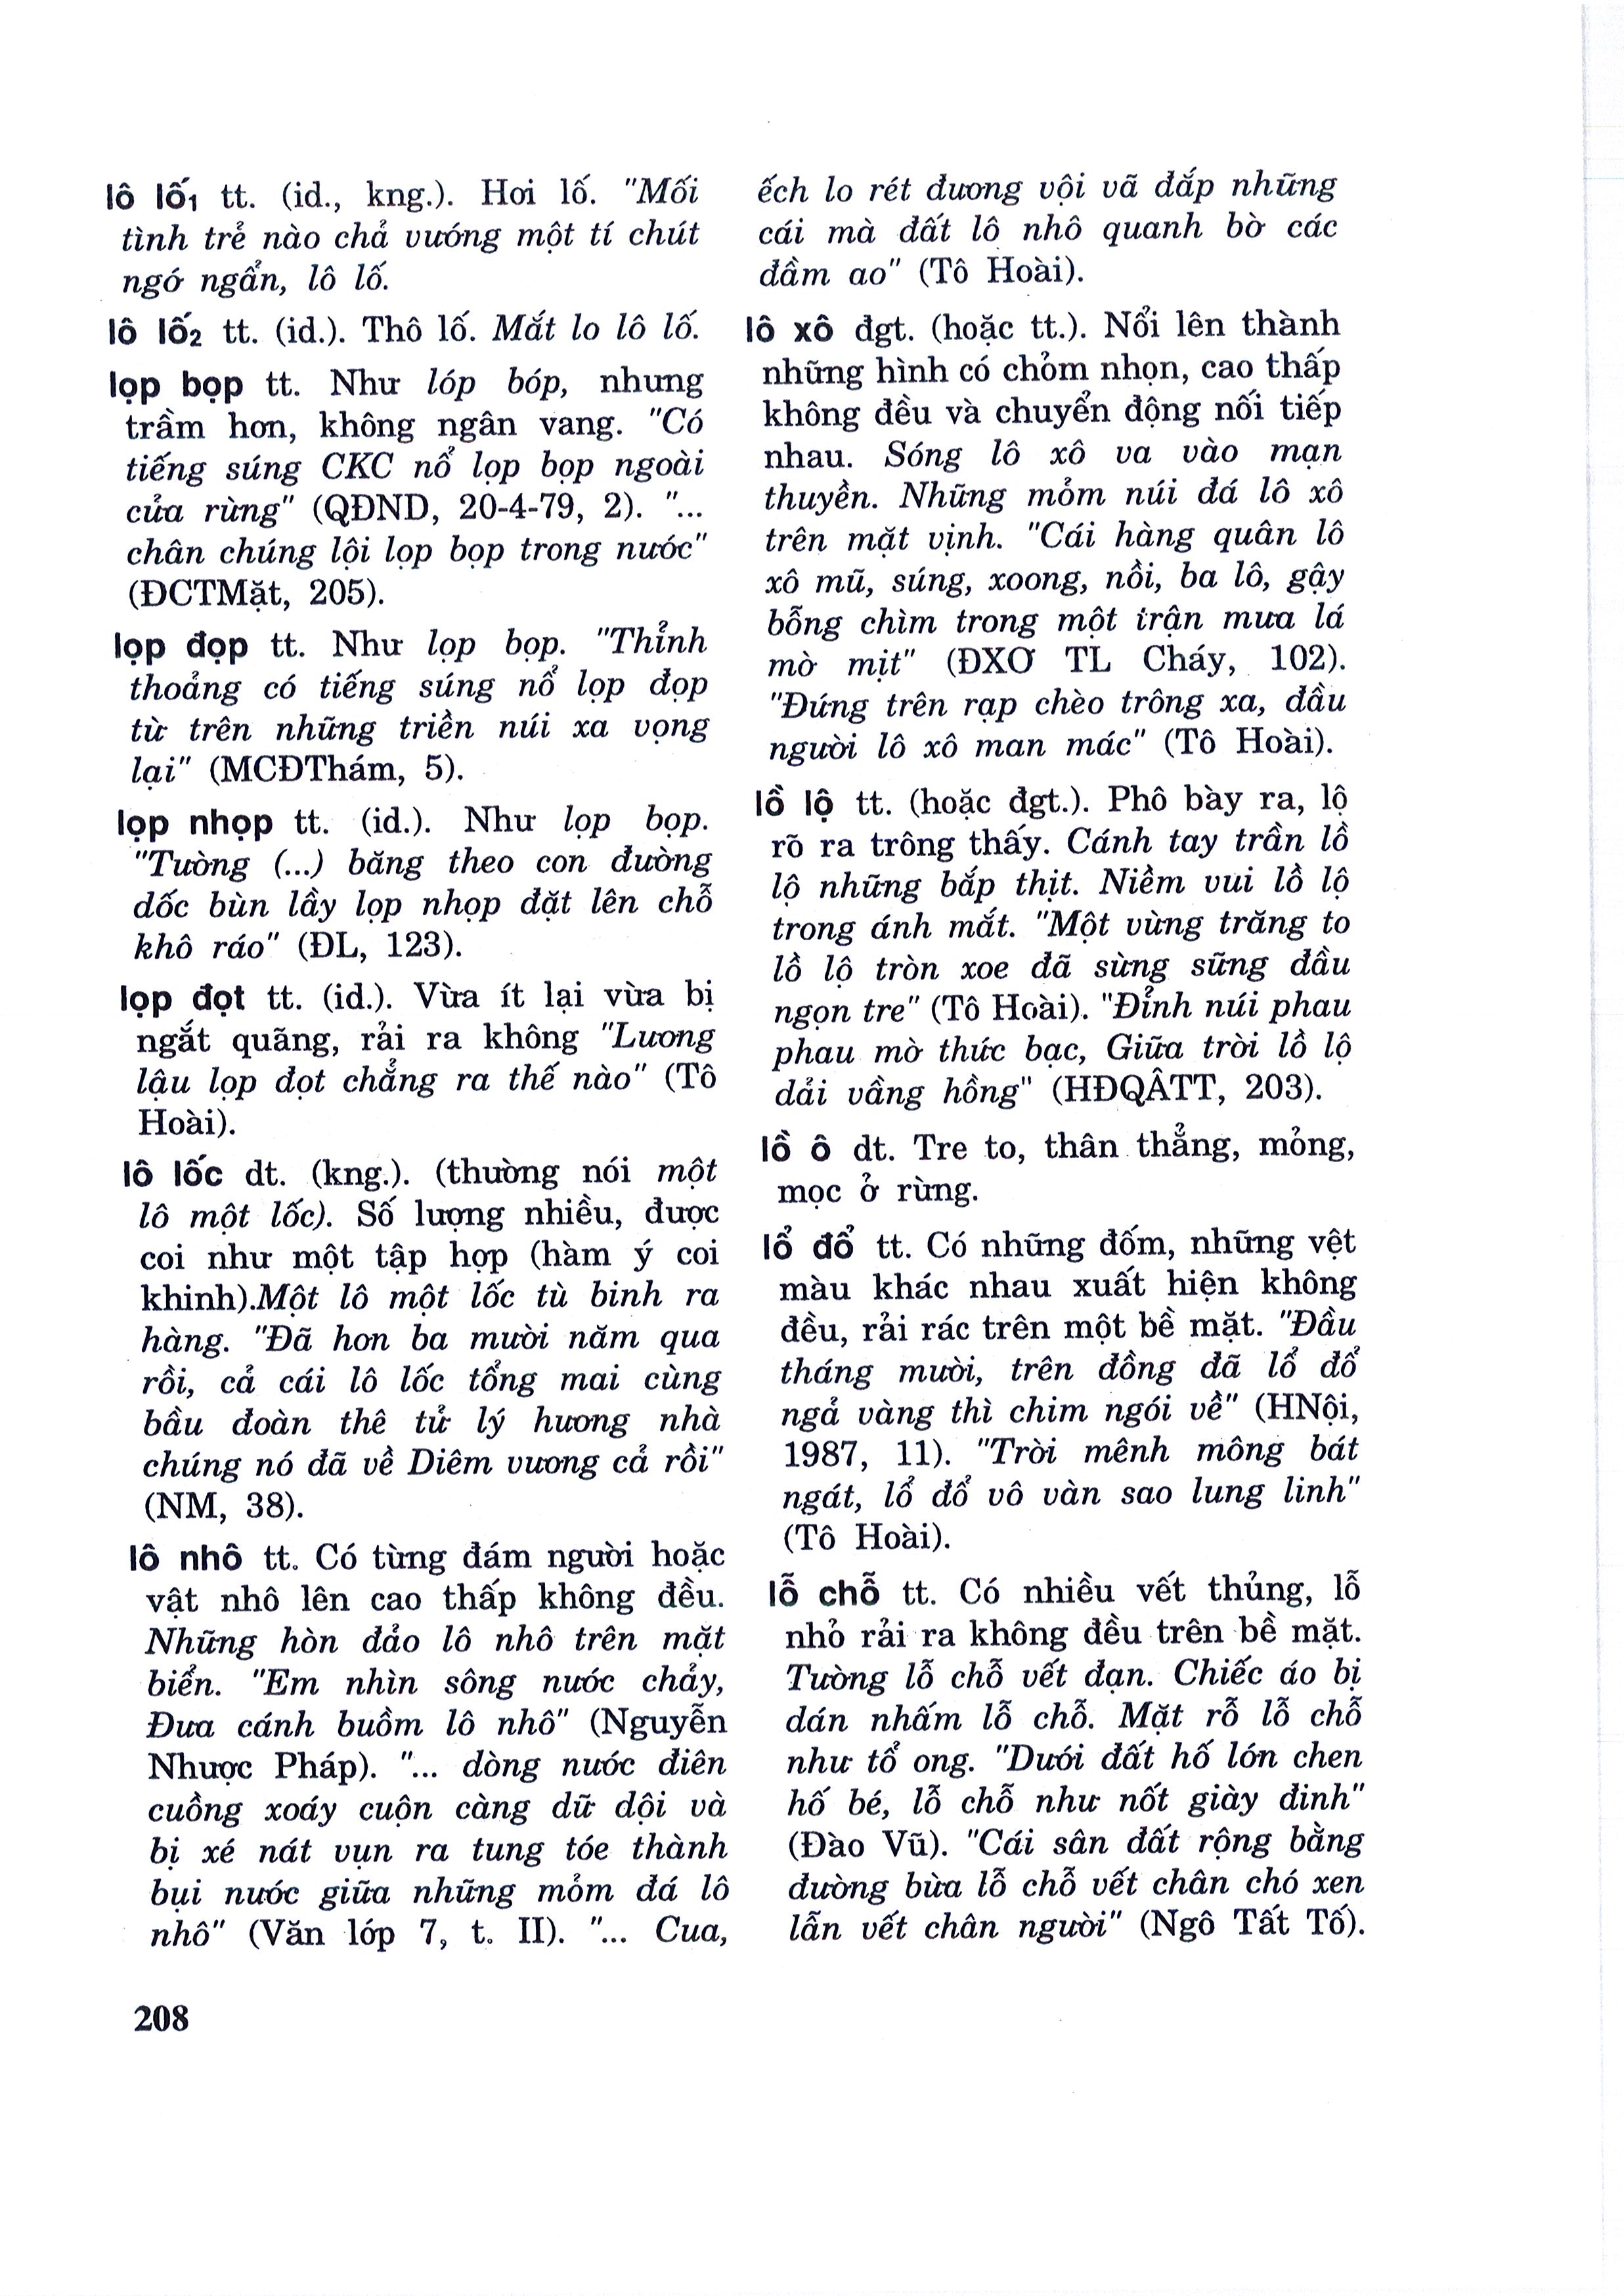 lô lố₁ tt. (id., kng.). Hơi lố. "Mối
tình trẻ nào chả vướng một tí chút
ngớ ngẩn, lô lố.
lô lố₂ tt. (id.). Thô lố. Mắt lo lô lố.
lọp bọp tt. Như lóp bóp, nhưng
trầm hơn, không ngân vang. "Có
tiếng súng CKC nổ lọp bọp ngoài
cửa rừng" (QĐND, 20-4-79, 2). "...
chân chúng lội lọp bọp trong nước"
(ĐCTMặt, 205).
lọp đọp tt. Như lọp bọp. "Thỉnh
thoảng có tiếng súng nổ lọp đọp
từ trên những triền núi xa vọng
lại" (MCĐThám, 5).
lọp nhọp tt. (id.). Như lọp bọp.
"Tường (...) băng theo con đường
dốc bùn lầy lọp nhọp đặt lên chỗ
khô ráo" (ĐL, 123).
lọp đọt tt. (id.). Vừa ít lại vừa bị
ngắt quãng, rải ra không "Lương
lậu lọp đọt chẳng ra thế nào" (Tô
Hoài).
lô lốc dt. (kng.). (thường nói một
lô một lốc). Số lượng nhiều, được
coi như một tập hợp (hàm ý coi
khinh).Một lô một lốc tù binh ra
hàng. "Đã hơn ba mười năm qua
rồi, cả cái lô lốc tổng mai cùng
bầu đoàn thê tử lý hương nhà
chúng nó đã về Diêm vương cả rồi"
(NM, 38).
lô nhô tt. Có từng đám người hoặc
vật nhô lên cao thấp không đều.
Những hòn đảo lô nhô trên mặt
biển. "Em nhìn sông nước chảy,
Đưa cánh buồm lô nhô" (Nguyễn
Nhược Pháp). "... dòng nước điên
cuồng xoáy cuộn càng dữ dội và
bị xé nát vụn ra tung tóe thành
bụi nước giữa những mỏm đá lô
nhô" (Văn lớp 7, t. II). "... Cua,
ếch lo rét đương vội vã đắp những
cái mà đất lô nhô quanh bờ các
đầm ao" (Tô Hoài).
lô xô đgt. (hoặc tt.). Nổi lên thành
những hình có chỏm nhọn, cao thấp
không đều và chuyển động nối tiếp
nhau. Sóng lô xô va vào mạn
thuyền. Những mỏm núi đá lô xô
trên mặt vịnh. "Cái hàng quân lô
xô mũ, súng, xoong, nồi, ba lô, gậy
bỗng chìm trong một trận mưa lá
mờ mịt" (ĐXƠ TL Cháy, 102).
"Đứng trên rạp chèo trông xa, đầu
người lô xô man mác" (Tô Hoài).
lồ lộ tt. (hoặc đgt.). Phô bày ra, lộ
rõ ra trông thấy. Cánh tay trần lồ
lộ những bắp thịt. Niềm vui lồ lộ
trong ánh mắt. "Một vừng trăng to
lồ lộ tròn xoe đã sừng sững đầu
ngọn tre" (Tô Hoài). "Đỉnh núi phau
phau mờ thức bạc, Giữa trời lồ lộ
dải vầng hồng" (HĐQÂTT, 203).
lồ ô dt. Tre to, thân thẳng, mỏng,
mọc ở rừng.
lổ đổ tt. Có những đốm, những vệt
màu khác nhau xuất hiện không
đều, rải rác trên một bề mặt. "Đầu
tháng mười, trên đồng đã lổ đổ
ngả vàng thì chim ngói về" (HNội,
1987, 11). "Trời mênh mông bát
ngát, lổ đổ vô vàn sao lung linh"
(Tô Hoài).
lỗ chỗ tt. Có nhiều vết thủng, lỗ
nhỏ rải ra không đều trên bề mặt.
Tường lỗ chỗ vết đạn. Chiếc áo bị
dán nhấm lỗ chỗ. Mặt rỗ lỗ chỗ
như tổ ong. "Dưới đất hố lớn chen
hố bé, lỗ chỗ như nốt giày đinh"
(Đào Vũ). "Cái sân đất rộng bằng
đường bừa lỗ chỗ vết chân chó xen
lẫn vết chân người" (Ngô Tất Tố).
208